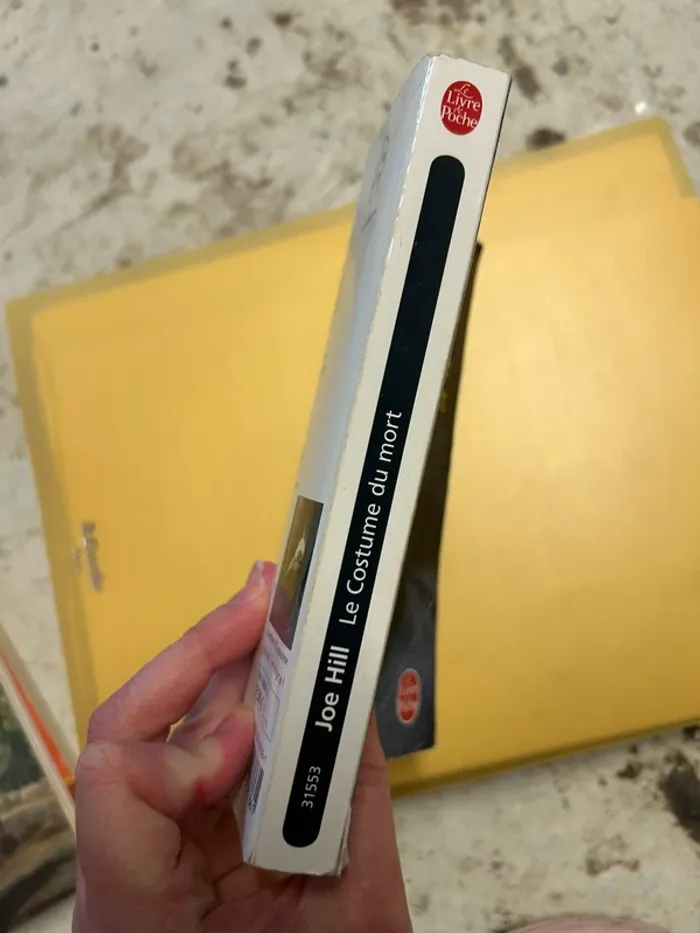 Le
Livre
de
Poche
31553 Joe Hill Le Costume du mort